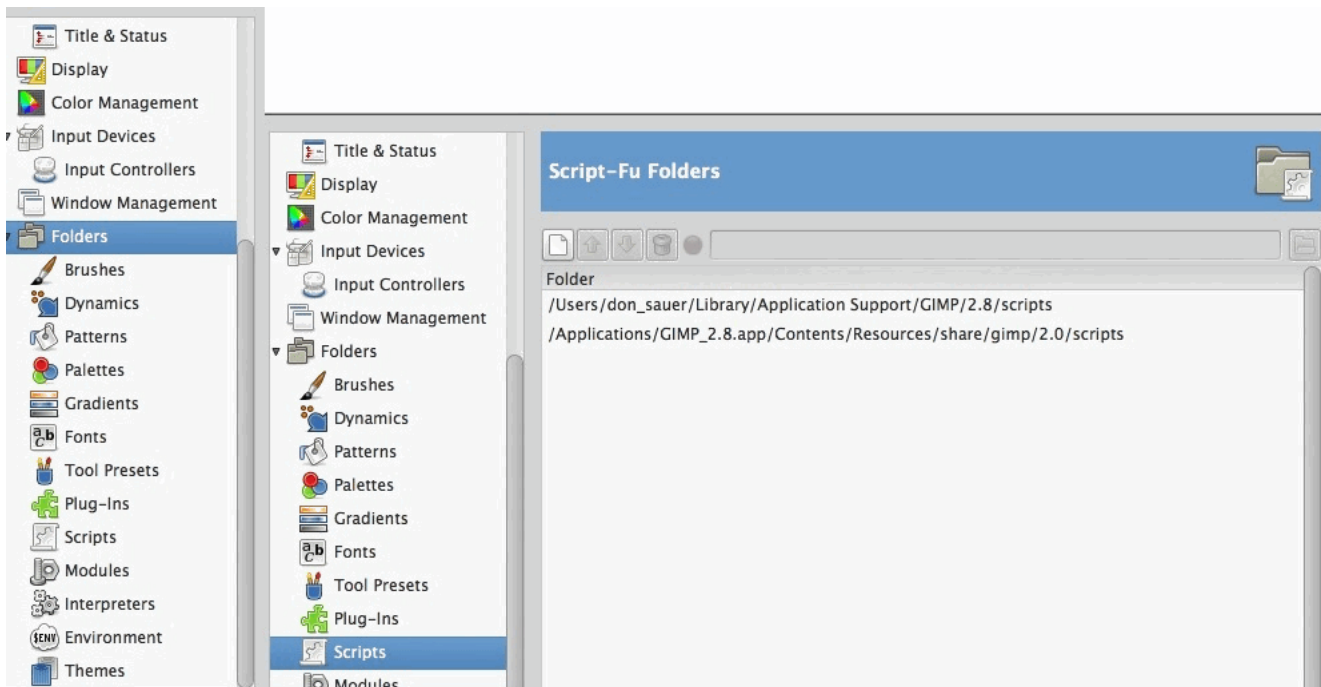 Title & Status
Display
Color Management
Input Devices
Input Controllers
Window Management
Folders
Brushes
Dynamics
Patterns
Palettes
Gradients
Fonts
Tool Presets
Plug-Ins
Scripts
Modules
Interpreters
Environment
Themes
Title & Status
Display
Color Management
Input Devices
Input Controllers
Window Management
Folders
Brushes
Dynamics
Patterns
Palettes
Gradients
Fonts
Tool Presets
Plug-Ins
Scripts
Modules
Script-Fu Folders
Folder
/Users/don_sauer/Library/Application Support/GIMP/2.8/scripts
/Applications/GIMP_2.8.app/Contents/Resources/share/gimp/2.0/scripts